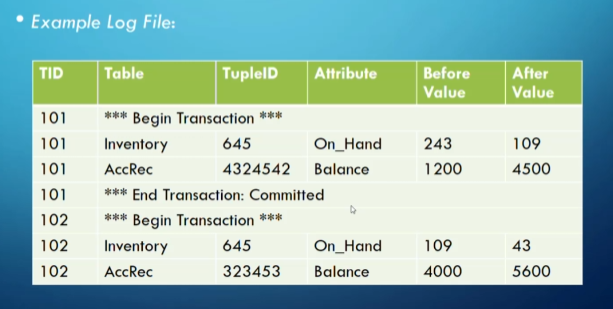 • Example Log File:
TID Table TupleID Attribute Before Value After Value
101 *** Begin Transaction ***
101 Inventory 645 On_Hand 243 109
101 AccRec 4324542 Balance 1200 4500
101 *** End Transaction: Committed
102 *** Begin Transaction ***
102 Inventory 645 On_Hand 109 43
102 AccRec 323453 Balance 4000 5600